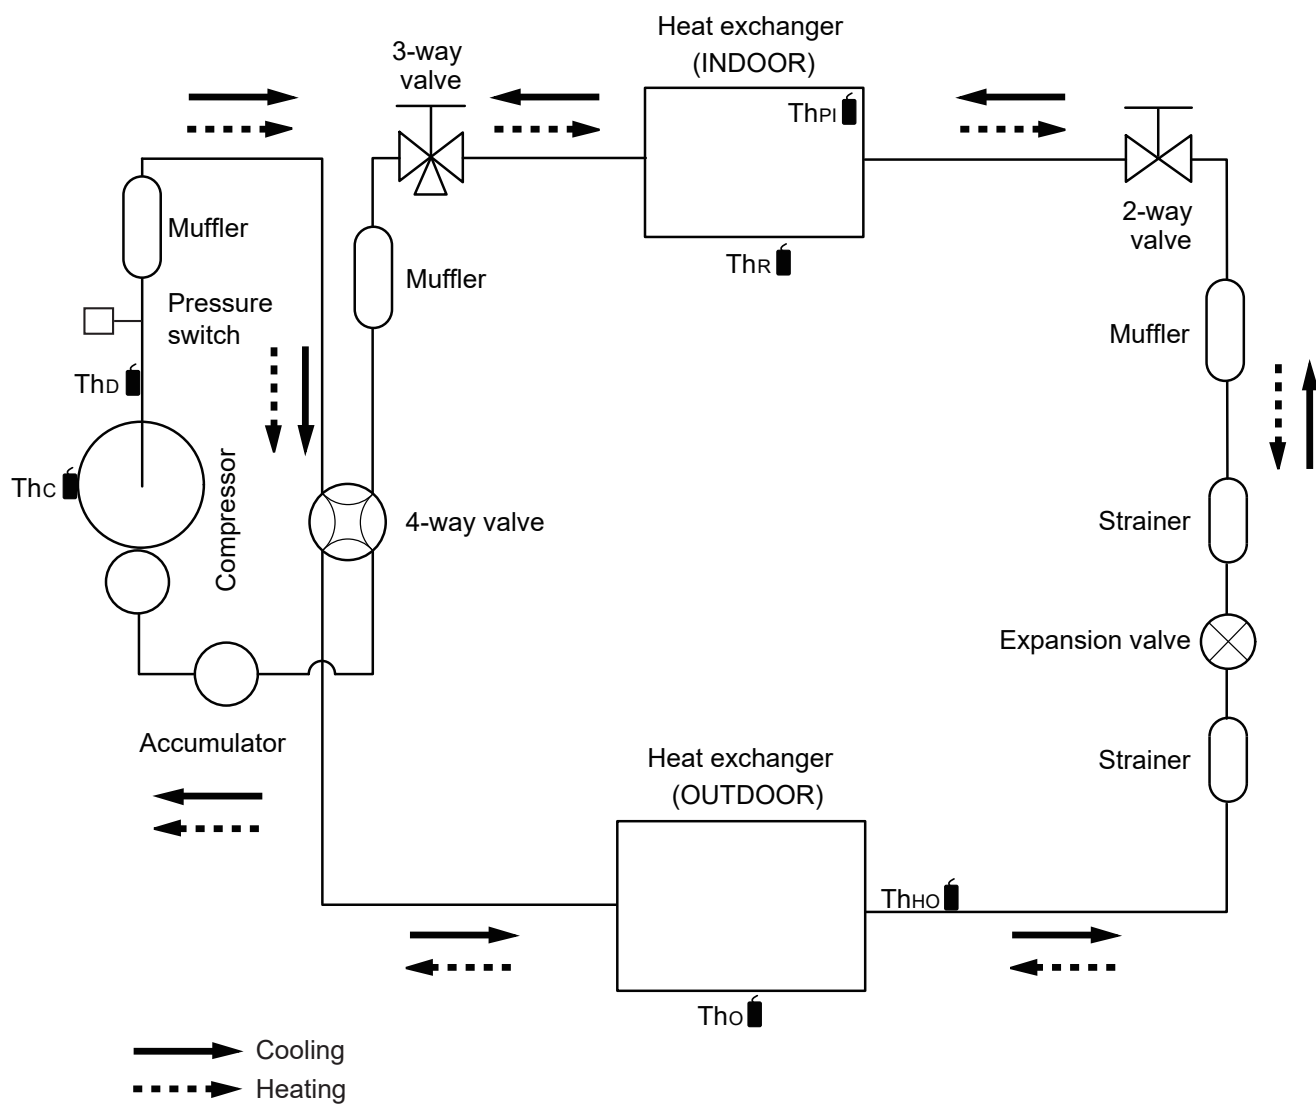 Heat exchanger
(INDOOR)
3-way
valve
ThPI
ThR
2-way
valve
Muffler
Muffler
Muffler
Pressure
switch
ThD
ThC
Compressor
4-way valve
Strainer
Expansion valve
Strainer
Accumulator
Heat exchanger
(OUTDOOR)
ThHO
ThO
Cooling
Heating